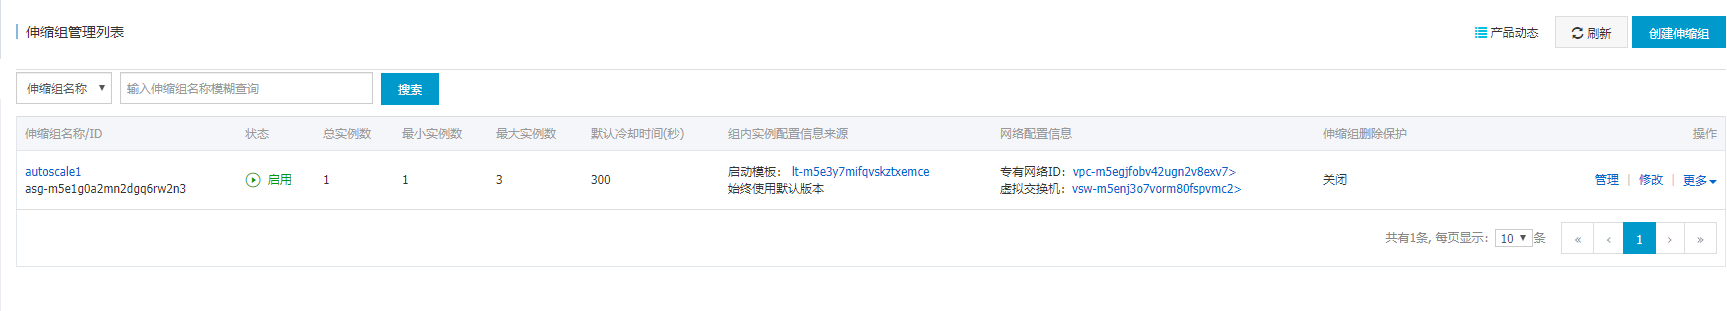 伸缩组管理列表
产品动态 刷新 创建伸缩组
伸缩组名称 输入伸缩组名称模糊查询 搜索
伸缩组名称/ID 状态 总实例数 最小实例数 最大实例数 默认冷却时间(秒) 组内实例配置信息来源 网络配置信息 伸缩组删除保护 操作
autoscale1 启动模板： lt-m5e3y7mifqvskztxemce 专有网络ID：vpc-m5egjfobv42ugn2v8exv7>
启用 1 1 3 300 关闭 管理 | 修改 | 更多
asg-m5e1g0a2mn2dgq6rw2n3 始终使用默认版本 虚拟交换机：vsw-m5enj3o7vorm80fspvmc2>
共有1条, 每页显示： 10 条 « ‹ 1 › »